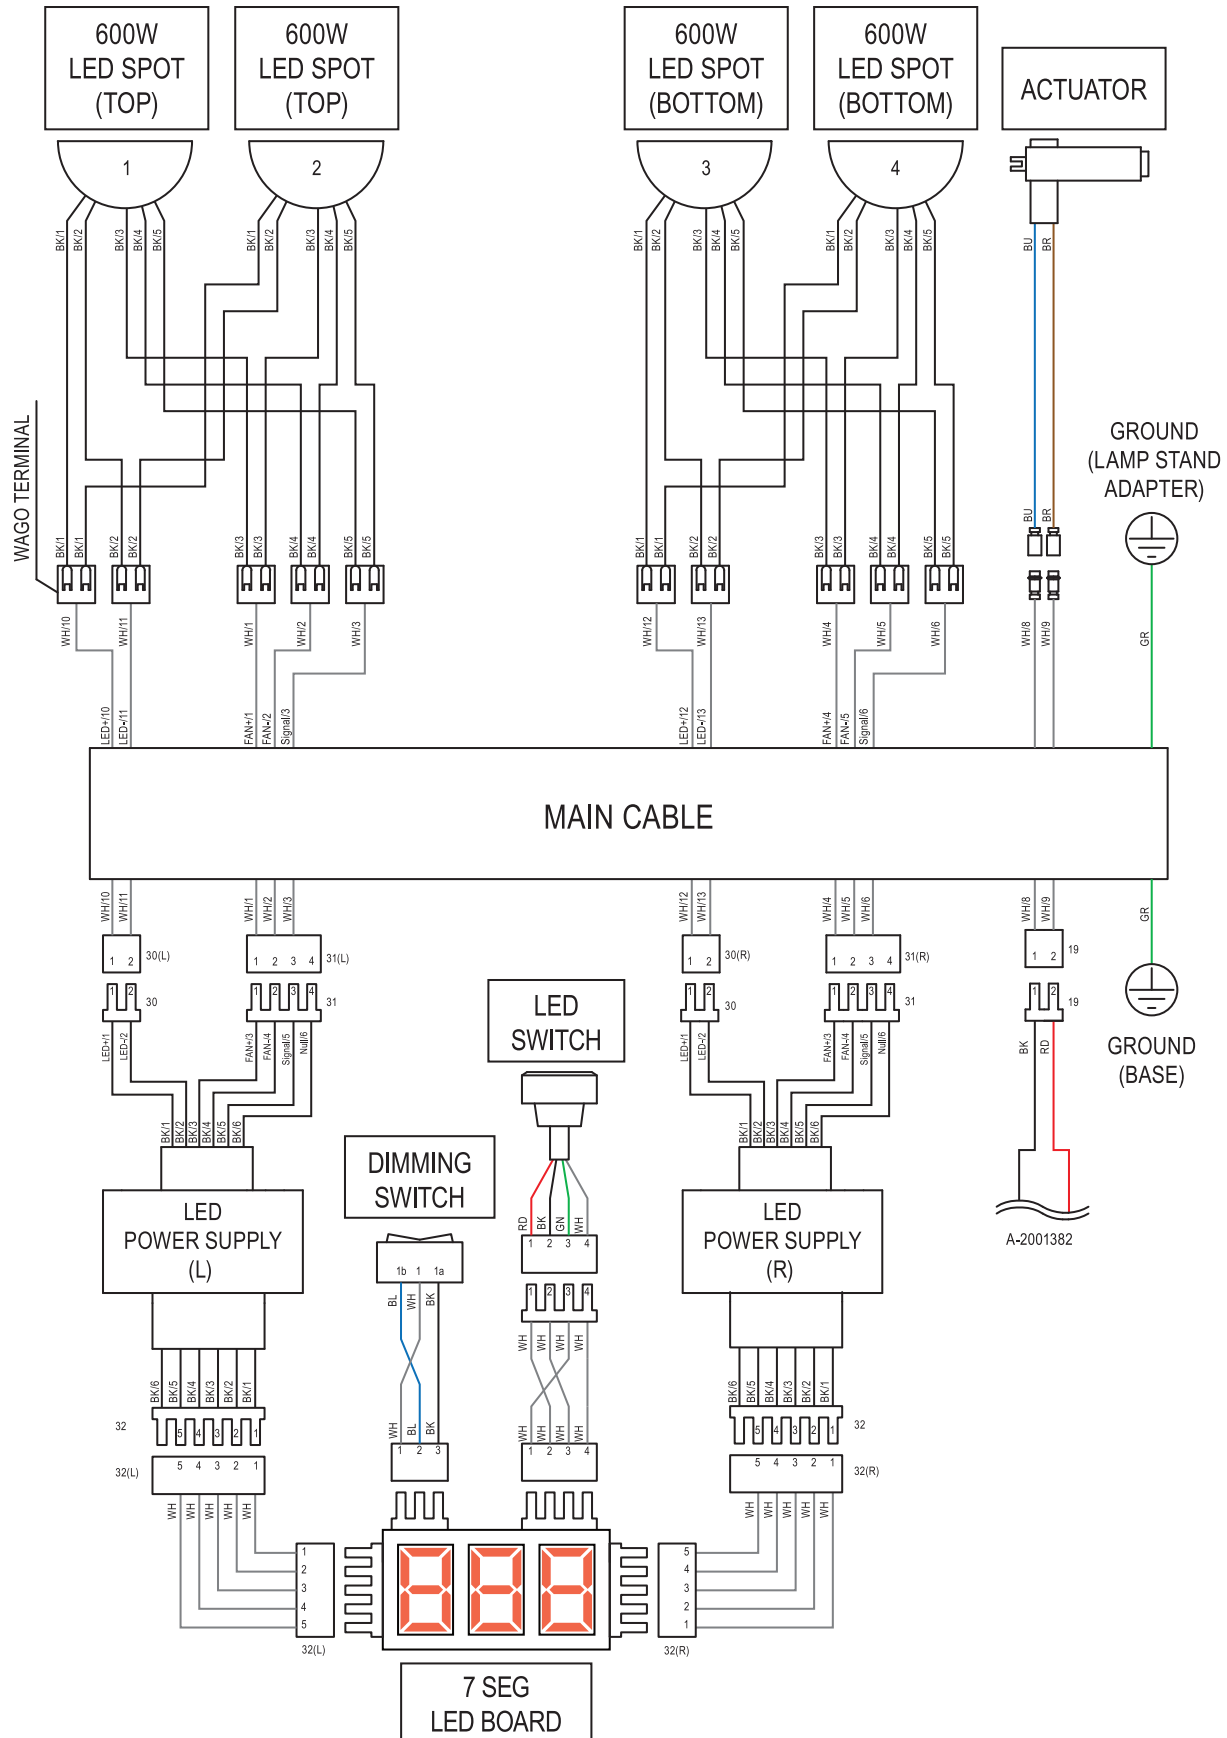 600W
LED SPOT
(TOP)
600W
LED SPOT
(TOP)
600W
LED SPOT
(BOTTOM)
600W
LED SPOT
(BOTTOM)
ACTUATOR
1
2
3
4
BK/1 BK/2 BK/3 BK/4 BK/5
BK/1 BK/2 BK/3 BK/4 BK/5
BK/1 BK/2 BK/3 BK/4 BK/5
BK/1 BK/2 BK/3 BK/4 BK/5
BU BR
WAGO TERMINAL
GROUND
(LAMP STAND
ADAPTER)
BK/1 BK/1 BK/2 BK/2 BK/3 BK/3 BK/4 BK/4 BK/5 BK/5
BK/1 BK/1 BK/2 BK/2 BK/3 BK/3 BK/4 BK/4 BK/5 BK/5
BU BR
WH/10 WH/11 WH/1 WH/2 WH/3
WH/12 WH/13 WH/4 WH/5 WH/6
WH/8 WH/9 GR
LED+/10 LED-/11 FAN+/1 FAN-/2 Signal/3
LED+/12 LED-/13 FAN+/4 FAN-/5 Signal/6
MAIN CABLE
WH/10 WH/11 WH/1 WH/2 WH/3
WH/12 WH/13 WH/4 WH/5 WH/6
WH/8 WH/9 GR
1 2 30(L)
1 2 3 4 31(L)
1 2 30(R)
1 2 3 4 31(R)
1 2 19
1 2 30
1 2 3 4 31
1 2 30
1 2 3 4 31
1 2 19
LED+/1 LED-/2 FAN+/3 FAN-/4 Signal/5 Null/6
LED+/1 LED-/2 FAN+/3 FAN-/4 Signal/5 Null/6
BK RD
GROUND
(BASE)
LED
SWITCH
BK/1 BK/2 BK/3 BK/4 BK/5 BK/6
BK/1 BK/2 BK/3 BK/4 BK/5 BK/6
DIMMING
SWITCH
LED
POWER SUPPLY
(L)
LED
POWER SUPPLY
(R)
A-2001382
RD BK GN WH
1 2 3 4
1b 1 1a
BL WH BK
1 2 3 4
WH WH WH WH
BK/6 BK/5 BK/4 BK/3 BK/2 BK/1
BK/6 BK/5 BK/4 BK/3 BK/2 BK/1
32 5 4 3 2 1
WH BL BK
WH WH WH WH
5 4 3 2 1 32
32(L) 5 4 3 2 1
1 2 3
1 2 3 4
5 4 3 2 1 32(R)
WH WH WH WH WH
WH WH WH WH WH
1
2
3
4
5
32(L)
5
4
3
2
1
32(R)
7 SEG
LED BOARD